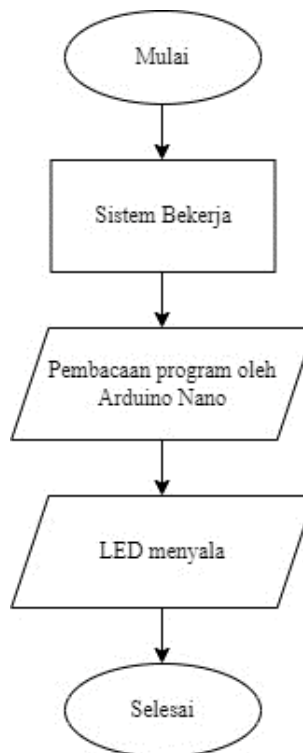 Mulai
Sistem Bekerja
Pembacaan program oleh
Arduino Nano
LED menyala
Selesai